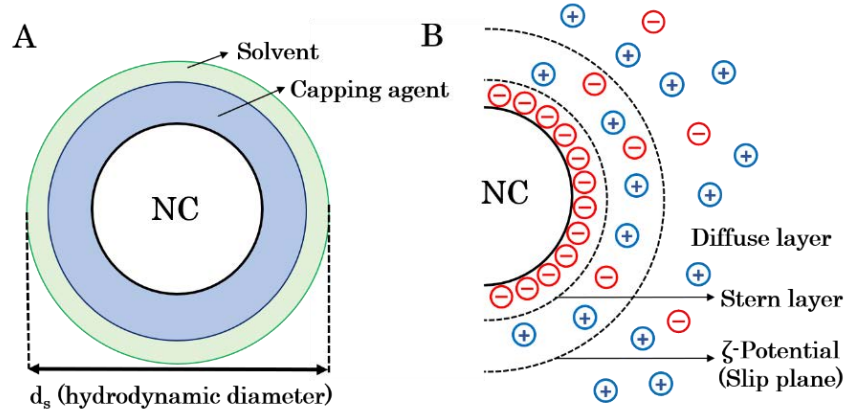 A
Solvent
Capping agent
NC
dₛ (hydrodynamic diameter)
B
NC
Diffuse layer
Stern layer
ζ-Potential
(Slip plane)